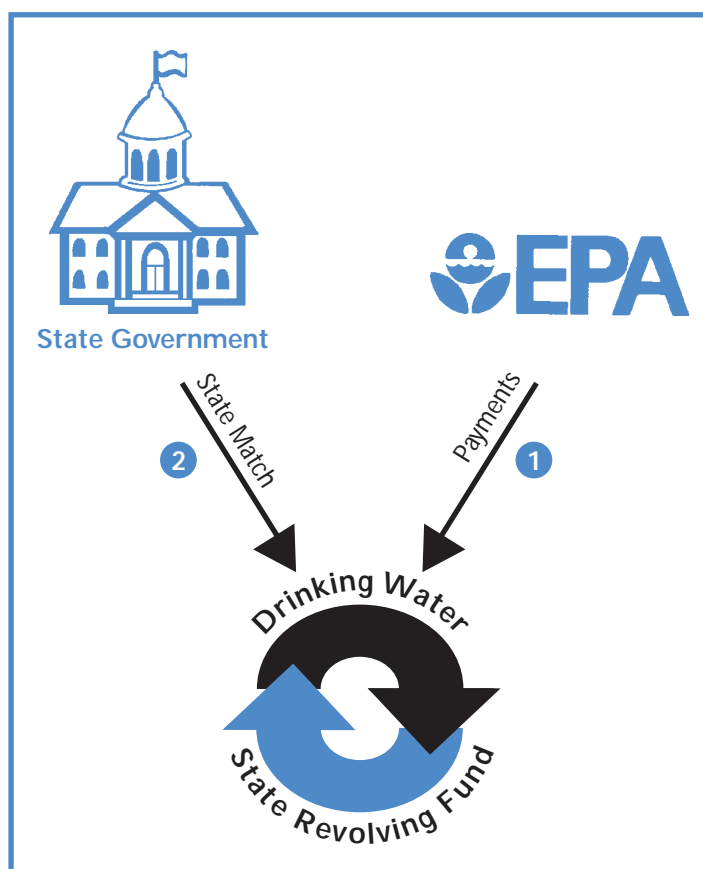 EPA
State Government
State Match
Payments
2
1
Drinking Water
State Revolving Fund